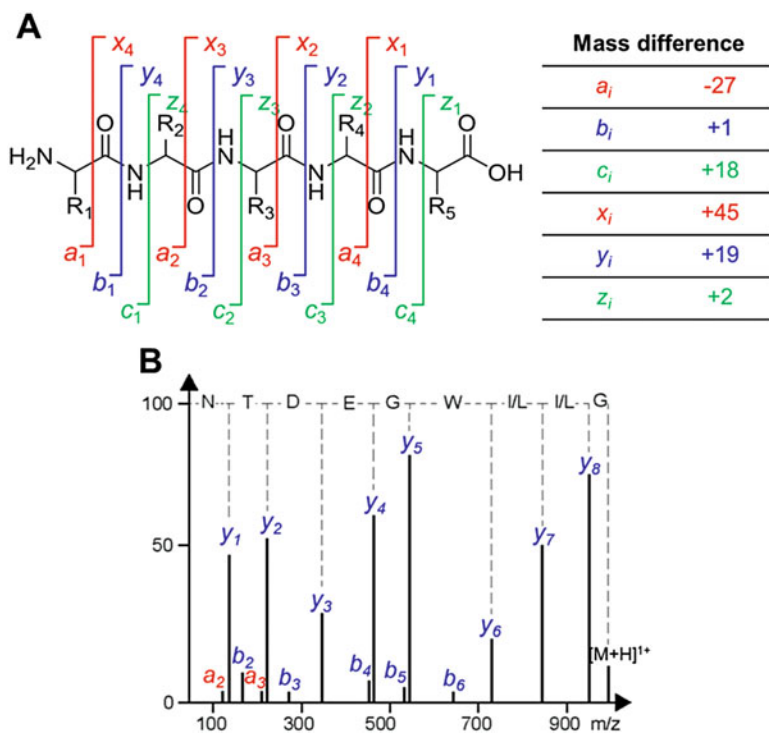 A
x4 x3 x2 x1
y4 y3 y2 y1
z4 z3 z2 z1
O R2 H O R4 H O
N N
H2N N N OH
H H
R1 O R3 O R5
a1 a2 a3 a4
b1 b2 b3 b4
c1 c2 c3 c4
Mass difference
ai -27
bi +1
ci +18
xi +45
yi +19
zi +2
B
100 N T D E G W I/L I/L G
y5
y8
y4
y1 y2
50 y7
y3
y6
[M+H]1+
a2 b2 a3 b3 b4 b5 b6
0
100 300 500 700 900 m/z